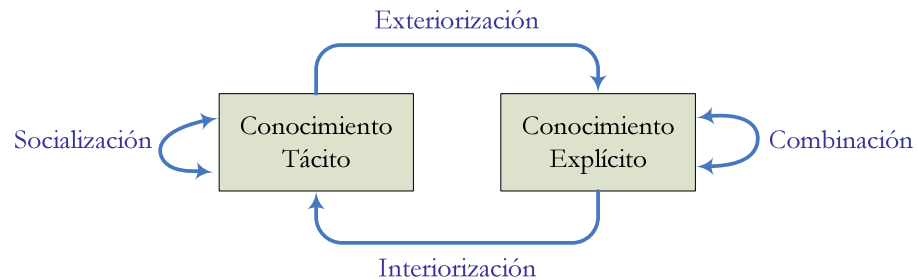 Exteriorización
Socialización
Conocimiento
Tácito
Conocimiento
Explícito
Combinación
Interiorización